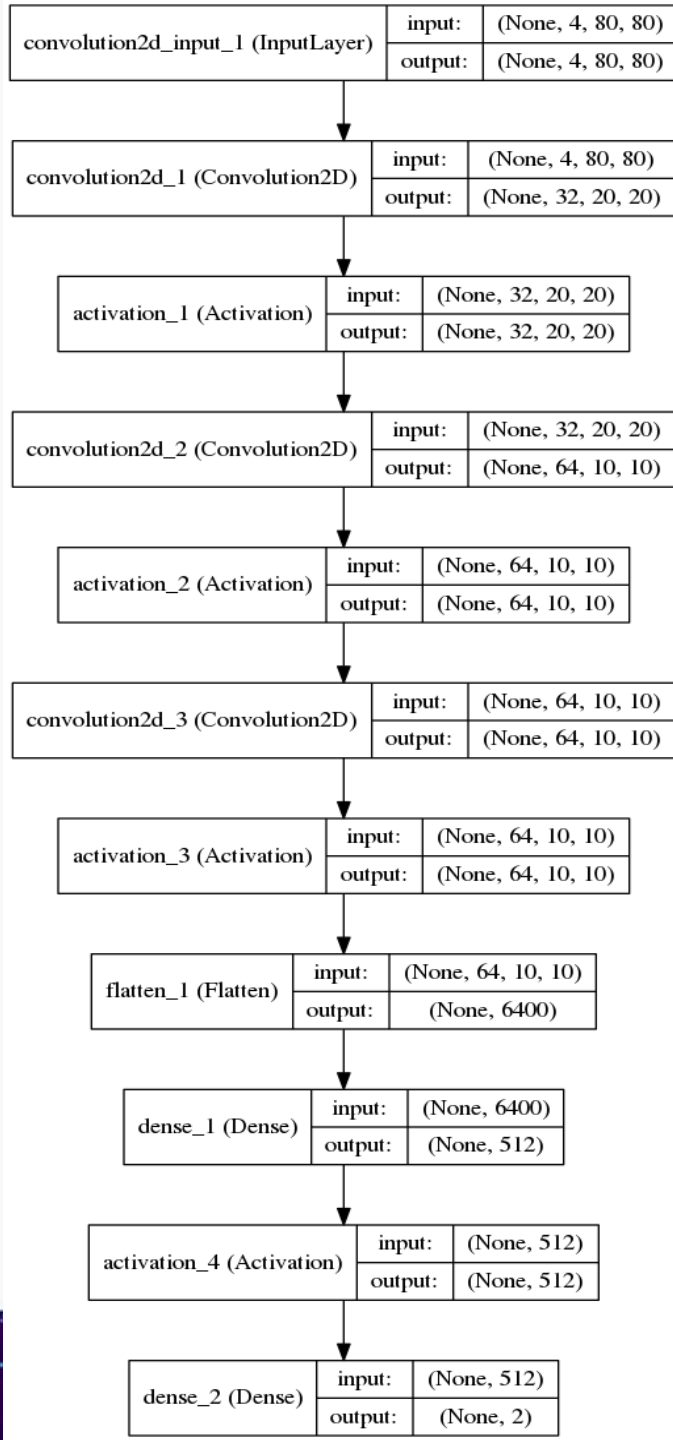 convolution2d_input_1 (InputLayer) input: (None, 4, 80, 80)
output: (None, 4, 80, 80)
convolution2d_1 (Convolution2D) input: (None, 4, 80, 80)
output: (None, 32, 20, 20)
activation_1 (Activation) input: (None, 32, 20, 20)
output: (None, 32, 20, 20)
convolution2d_2 (Convolution2D) input: (None, 32, 20, 20)
output: (None, 64, 10, 10)
activation_2 (Activation) input: (None, 64, 10, 10)
output: (None, 64, 10, 10)
convolution2d_3 (Convolution2D) input: (None, 64, 10, 10)
output: (None, 64, 10, 10)
activation_3 (Activation) input: (None, 64, 10, 10)
output: (None, 64, 10, 10)
flatten_1 (Flatten) input: (None, 64, 10, 10)
output: (None, 6400)
dense_1 (Dense) input: (None, 6400)
output: (None, 512)
activation_4 (Activation) input: (None, 512)
output: (None, 512)
dense_2 (Dense) input: (None, 512)
output: (None, 2)